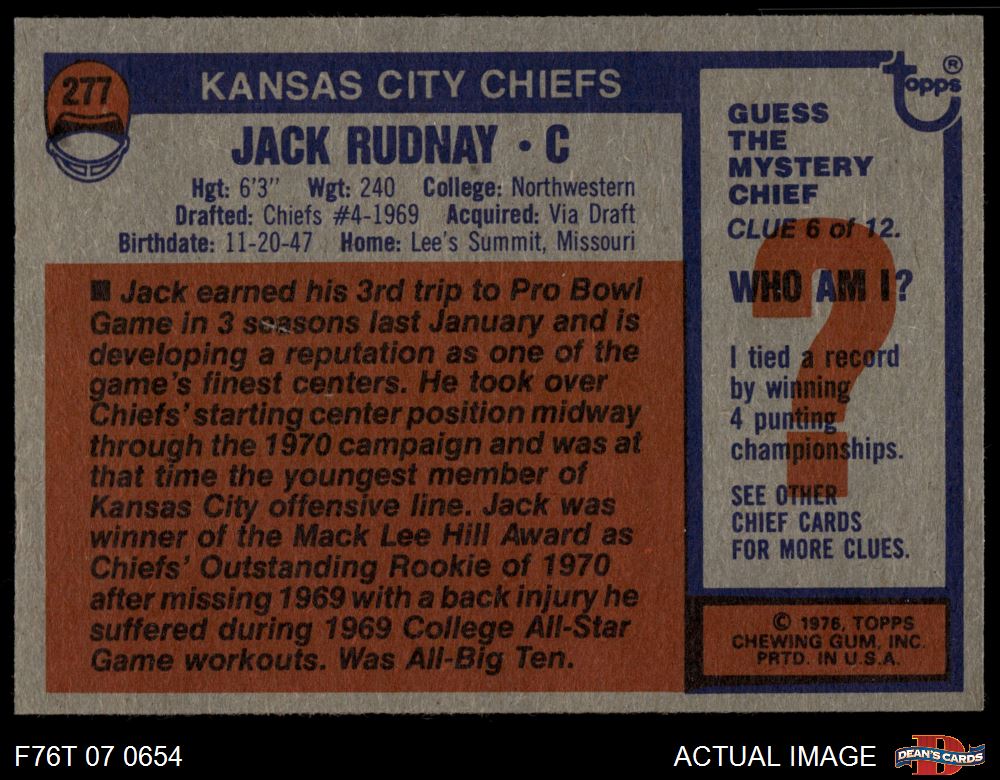 277
KANSAS CITY CHIEFS
JACK RUDNAY • C
Hgt: 6'3" Wgt: 240 College: Northwestern
Drafted: Chiefs #4-1969 Acquired: Via Draft
Birthdate: 11-20-47 Home: Lee's Summit, Missouri
■ Jack earned his 3rd trip to Pro Bowl
Game in 3 seasons last January and is
developing a reputation as one of the
game's finest centers. He took over
Chiefs' starting center position midway
through the 1970 campaign and was at
that time the youngest member of
Kansas City offensive line. Jack was
winner of the Mack Lee Hill Award as
Chiefs' Outstanding Rookie of 1970
after missing 1969 with a back injury he
suffered during 1969 College All-Star
Game workouts. Was All-Big Ten.
topps ®
GUESS
THE
MYSTERY
CHIEF
CLUE 6 of 12.
?
WHO AM I?
I tied a record
by winning
4 punting
championships.
SEE OTHER
CHIEF CARDS
FOR MORE CLUES.
© 1976, TOPPS
CHEWING GUM, INC.
PRTD. IN U.S.A.
F76T 07 0654
ACTUAL IMAGE
D
DEAN'S CARDS